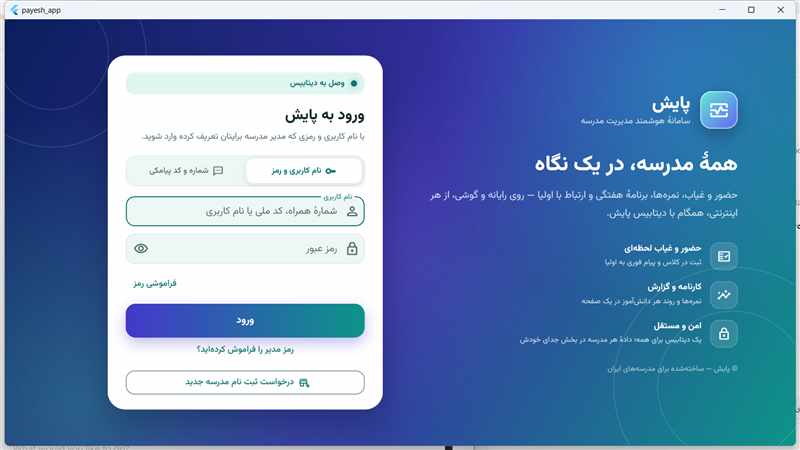 payesh_app
پایش
سامانهٔ هوشمند مدیریت مدرسه
همهٔ مدرسه، در یک نگاه
حضور و غیاب، نمره‌ها، برنامهٔ هفتگی و ارتباط با اولیا — روی رایانه و گوشی، از هر
اینترنتی، همگام با دیتابیس پایش.
حضور و غیاب لحظه‌ای
ثبت در کلاس و پیام فوری به اولیا
کارنامه و گزارش
نمره‌ها و روند هر دانش‌آموز در یک صفحه
امن و مستقل
یک دیتابیس برای همه؛ دادهٔ هر مدرسه در بخش جدای خودش
© پایش — ساخته‌شده برای مدرسه‌های ایران
وصل به دیتابیس
ورود به پایش
با نام کاربری و رمزی که مدیر مدرسه برایتان تعریف کرده وارد شوید.
نام کاربری و رمز
شماره و کد پیامکی
نام کاربری
شمارهٔ همراه، کد ملی یا نام کاربری
رمز عبور
فراموشی رمز
ورود
رمز مدیر را فراموش کرده‌اید؟
درخواست ثبت نام مدرسه جدید